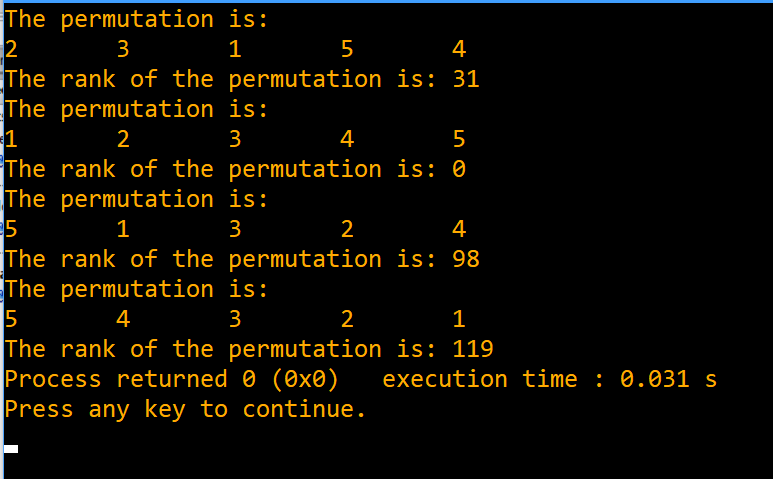 The permutation is:
2 3 1 5 4
The rank of the permutation is: 31
The permutation is:
1 2 3 4 5
The rank of the permutation is: 0
The permutation is:
5 1 3 2 4
The rank of the permutation is: 98
The permutation is:
5 4 3 2 1
The rank of the permutation is: 119
Process returned 0 (0x0) execution time : 0.031 s
Press any key to continue.